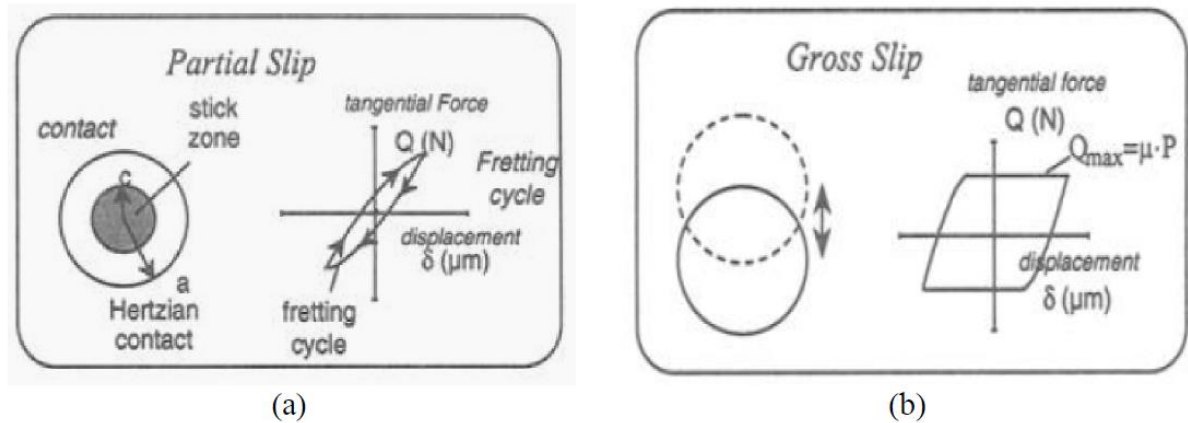 Partial Slip
contact
stick
zone
c
a
Hertzian
contact
tangential Force
Q (N)
Fretting
cycle
displacement
δ (μm)
fretting
cycle
(a)
Gross Slip
tangential force
Q (N)
Qmax=μ·P
displacement
δ (μm)
(b)